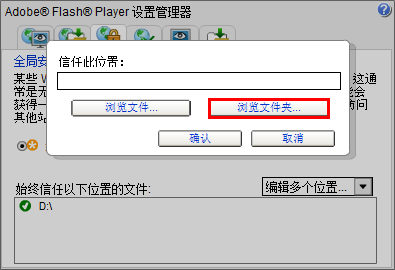 Adobe® Flash® Player 设置管理器
全局安
信任此位置：
某些 W
这通
常是无
能会
获得一
访问
其他站
浏览文件...
浏览文件夹...
确认
取消
始终信任以下位置的文件:
编辑多个位置...
D:\